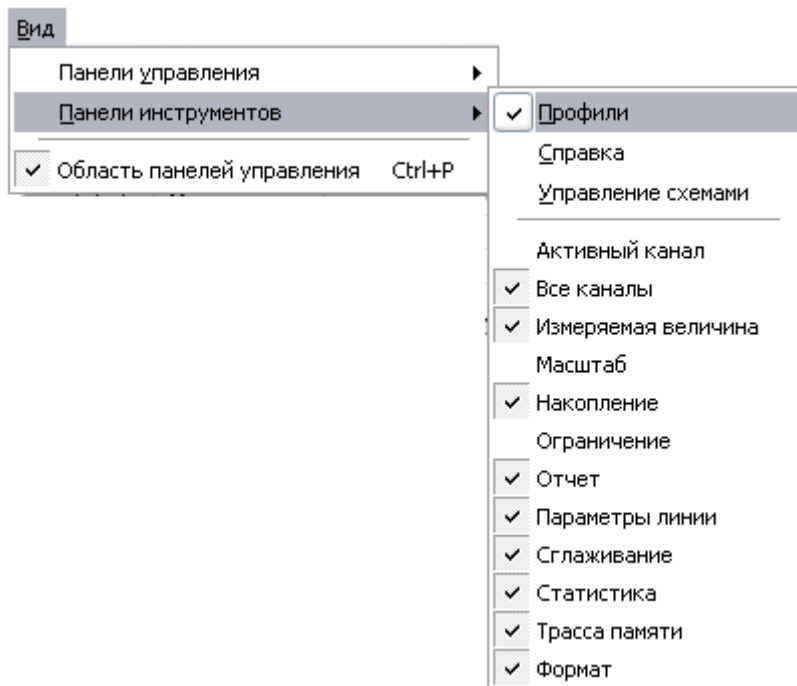 Вид
Панели управления
Панели инструментов
Область панелей управления Ctrl+P
Профили
Справка
Управление схемами
Активный канал
Все каналы
Измеряемая величина
Масштаб
Накопление
Ограничение
Отчет
Параметры линии
Сглаживание
Статистика
Трасса памяти
Формат